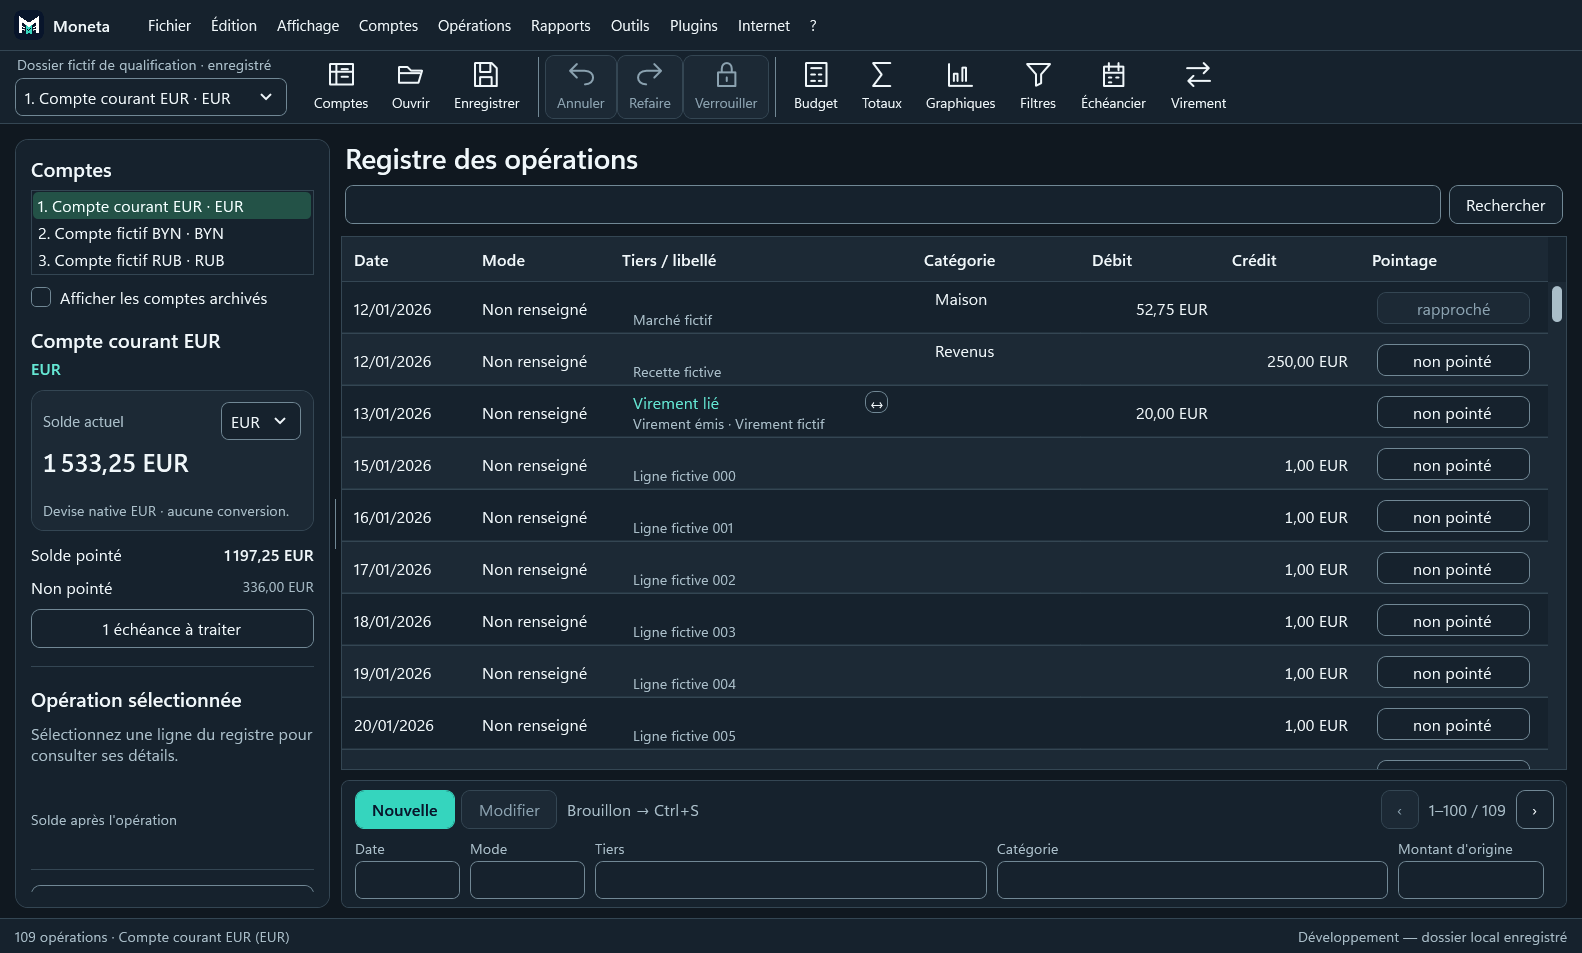 Moneta
Fichier Édition Affichage Comptes Opérations Rapports Outils Plugins Internet ?
Dossier fictif de qualification · enregistré
1. Compte courant EUR · EUR
Comptes Ouvrir Enregistrer Annuler Refaire Verrouiller Budget Totaux Graphiques Filtres Échéancier Virement
Comptes
1. Compte courant EUR · EUR
2. Compte fictif BYN · BYN
3. Compte fictif RUB · RUB
Afficher les comptes archivés
Compte courant EUR
EUR
Solde actuel EUR
1 533,25 EUR
Devise native EUR · aucune conversion.
Solde pointé 1 197,25 EUR
Non pointé 336,00 EUR
1 échéance à traiter
Opération sélectionnée
Sélectionnez une ligne du registre pour
consulter ses détails.
Solde après l'opération
Registre des opérations
Rechercher
Date Mode Tiers / libellé Catégorie Débit Crédit Pointage
12/01/2026 Non renseigné Marché fictif Maison 52,75 EUR rapproché
12/01/2026 Non renseigné Recette fictive Revenus 250,00 EUR non pointé
13/01/2026 Non renseigné Virement lié ↔ 20,00 EUR non pointé
Virement émis · Virement fictif
15/01/2026 Non renseigné Ligne fictive 000 1,00 EUR non pointé
16/01/2026 Non renseigné Ligne fictive 001 1,00 EUR non pointé
17/01/2026 Non renseigné Ligne fictive 002 1,00 EUR non pointé
18/01/2026 Non renseigné Ligne fictive 003 1,00 EUR non pointé
19/01/2026 Non renseigné Ligne fictive 004 1,00 EUR non pointé
20/01/2026 Non renseigné Ligne fictive 005 1,00 EUR non pointé
Nouvelle Modifier Brouillon → Ctrl+S ‹ 1–100 / 109 ›
Date Mode Tiers Catégorie Montant d'origine
109 opérations · Compte courant EUR (EUR)
Développement — dossier local enregistré